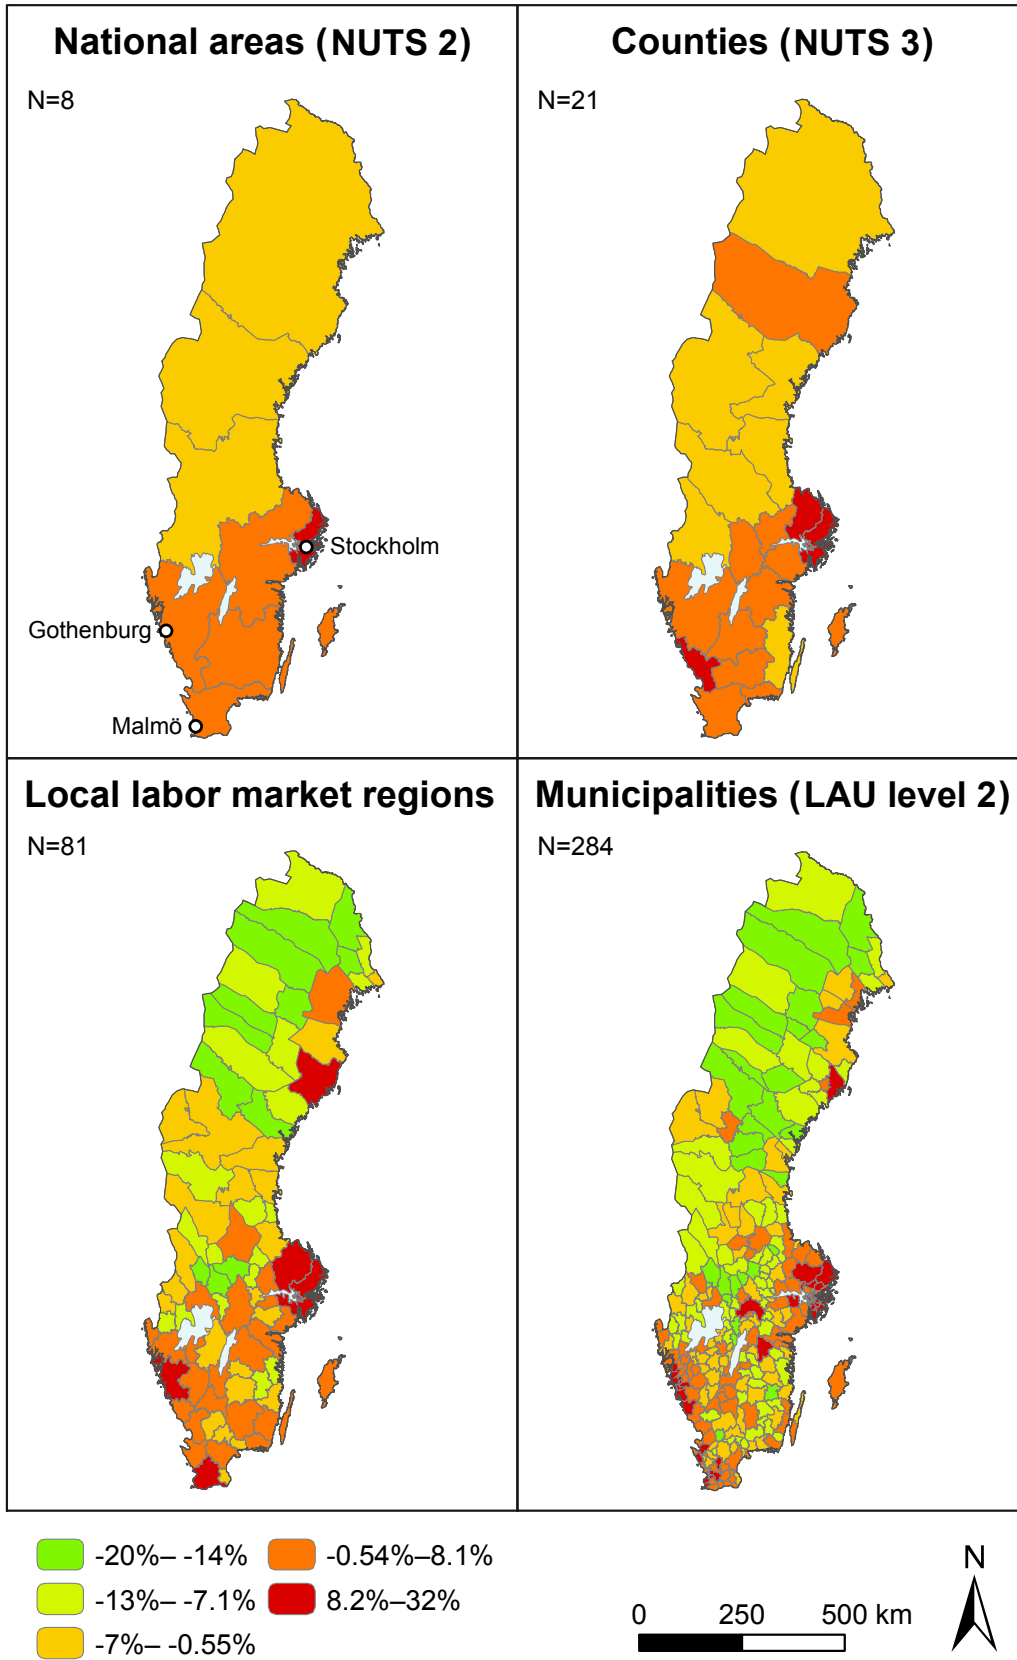 National areas (NUTS 2)
N=8
Stockholm
Gothenburg
Malmö
Counties (NUTS 3)
N=21
Local labor market regions
N=81
Municipalities (LAU level 2)
N=284
-20%– -14%
-13%– -7.1%
-7%– -0.55%
-0.54%–8.1%
8.2%–32%
0 250 500 km
N